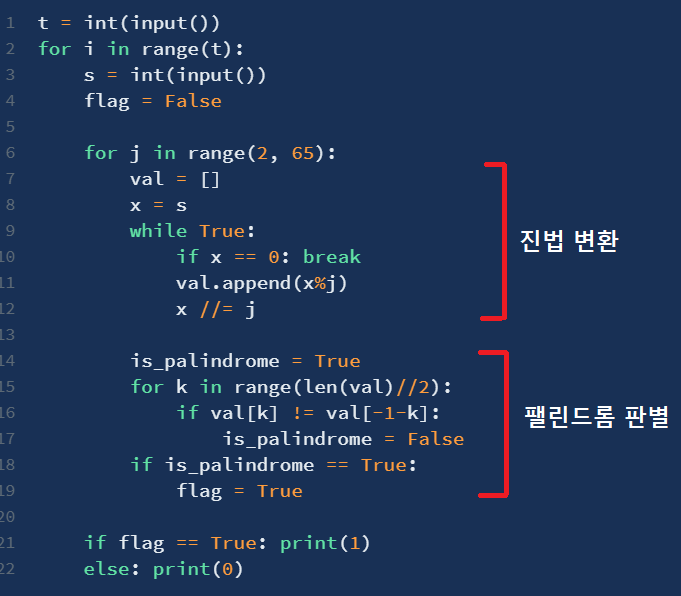 1 t = int(input())
2 for i in range(t):
3     s = int(input())
4     flag = False
5
6     for j in range(2, 65):
7         val = []
8         x = s
9         while True:
10             if x == 0: break
11             val.append(x%j)
12             x //= j
13
14         is_palindrome = True
15         for k in range(len(val)//2):
16             if val[k] != val[-1-k]:
17                 is_palindrome = False
18         if is_palindrome == True:
19             flag = True
20
21     if flag == True: print(1)
22     else: print(0)
진법 변환
팰린드롬 판별